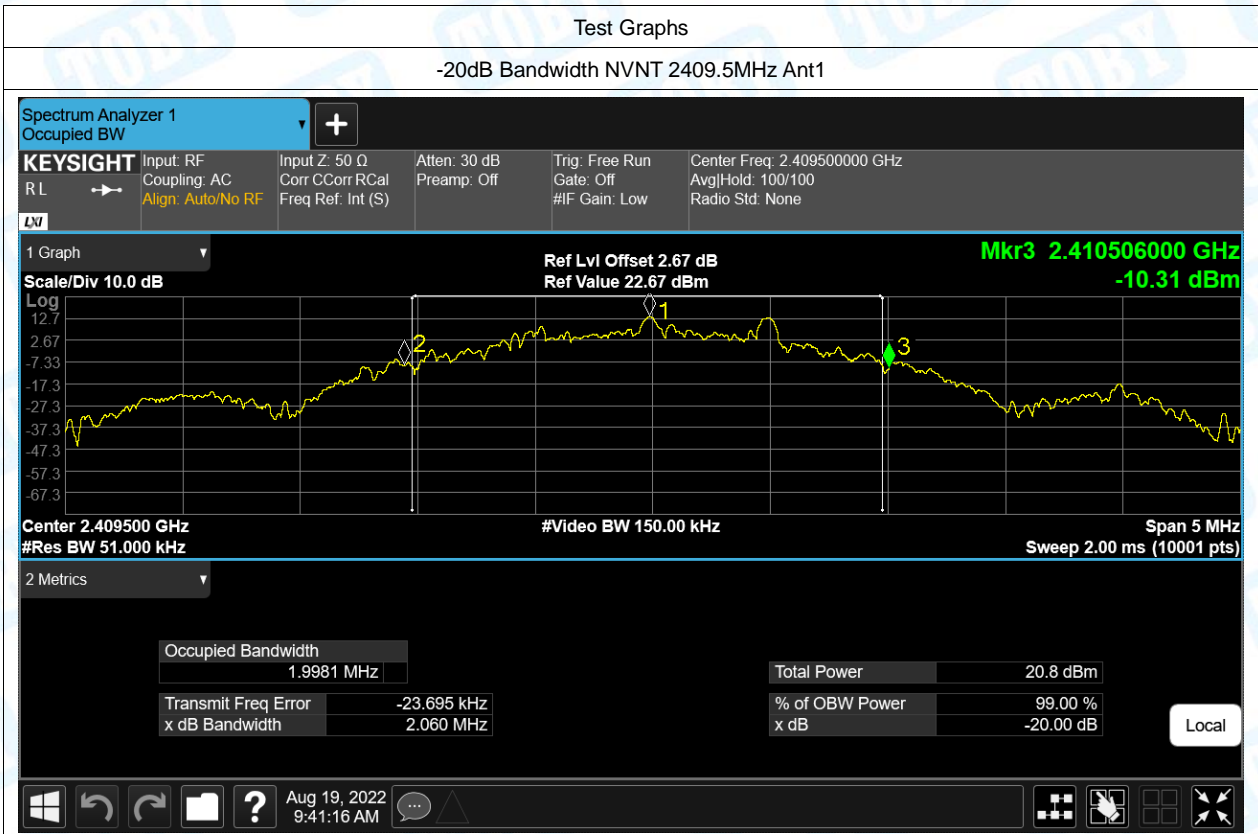 Test Graphs
-20dB Bandwidth NVNT 2409.5MHz Ant1
Spectrum Analyzer 1
Occupied BW
KEYSIGHT
R L
LXI
Input: RF
Coupling: AC
Align: Auto/No RF
Input Z: 50 Ω
Corr CCorr RCal
Freq Ref: Int (S)
Atten: 30 dB
Preamp: Off
Trig: Free Run
Gate: Off
#IF Gain: Low
Center Freq: 2.409500000 GHz
Avg|Hold: 100/100
Radio Std: None
1 Graph
Scale/Div 10.0 dB
Ref Lvl Offset 2.67 dB
Ref Value 22.67 dBm
Mkr3 2.410506000 GHz
-10.31 dBm
Log
12.7
2.67
-7.33
-17.3
-27.3
-37.3
-47.3
-57.3
-67.3
1
2
3
Center 2.409500 GHz
#Res BW 51.000 kHz
#Video BW 150.00 kHz
Span 5 MHz
Sweep 2.00 ms (10001 pts)
2 Metrics
Occupied Bandwidth
1.9981 MHz
Transmit Freq Error -23.695 kHz
x dB Bandwidth 2.060 MHz
Total Power 20.8 dBm
% of OBW Power 99.00 %
x dB -20.00 dB
Local
?
Aug 19, 2022
9:41:16 AM
TOBY
TOBY
TOBY